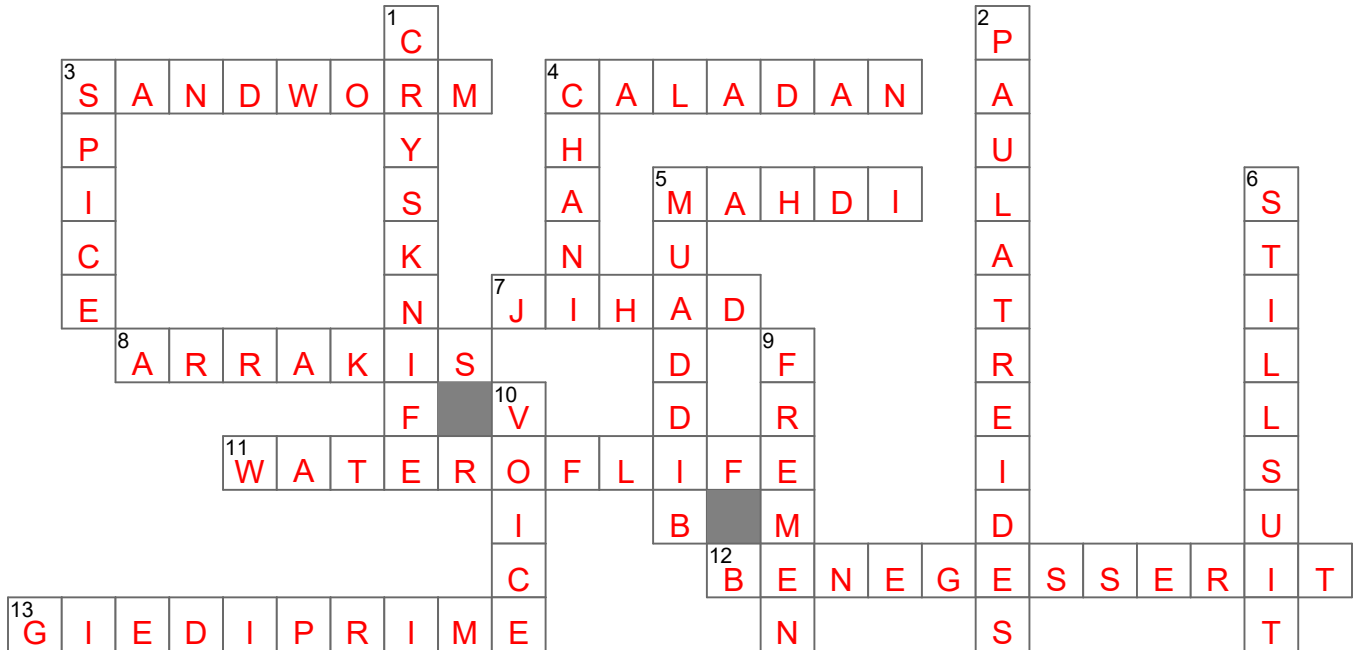 1 C 2 P
3 S A N D W O R M 4 C A L A D A N A
P Y H U
I S A 5 M A H D I L 6 S
C K N U A T
E N 7 J I H A D T I
8 A R R A K I S D 9 F R L
F 10 V D R E L
11 W A T E R O F L I F E I S
I B M D U
C 12 B E N E G E S S E R I T
13 G I E D I P R I M E N S T